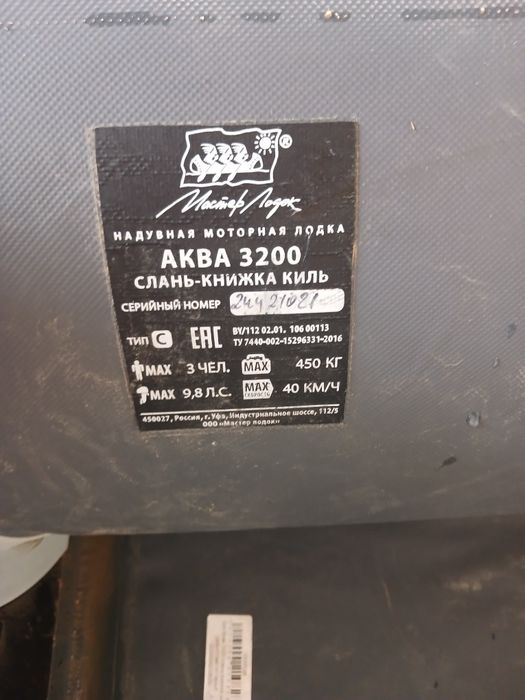 ®
Мастер Лодок
НАДУВНАЯ МОТОРНАЯ ЛОДКА
АКВА 3200
СЛАНЬ-КНИЖКА КИЛЬ
СЕРИЙНЫЙ НОМЕР
ТИП C EAC BY/112 02.01. 106 00113
ТУ 7440-002-15296331-2016
MAX 3 ЧЕЛ. MAX 450 КГ
MAX 9,8 Л.С. MAX СКОРОСТЬ 40 КМ/Ч
450027, Россия, г. Уфа, Индустриальное шоссе, 112/5
ООО «Мастер лодок»